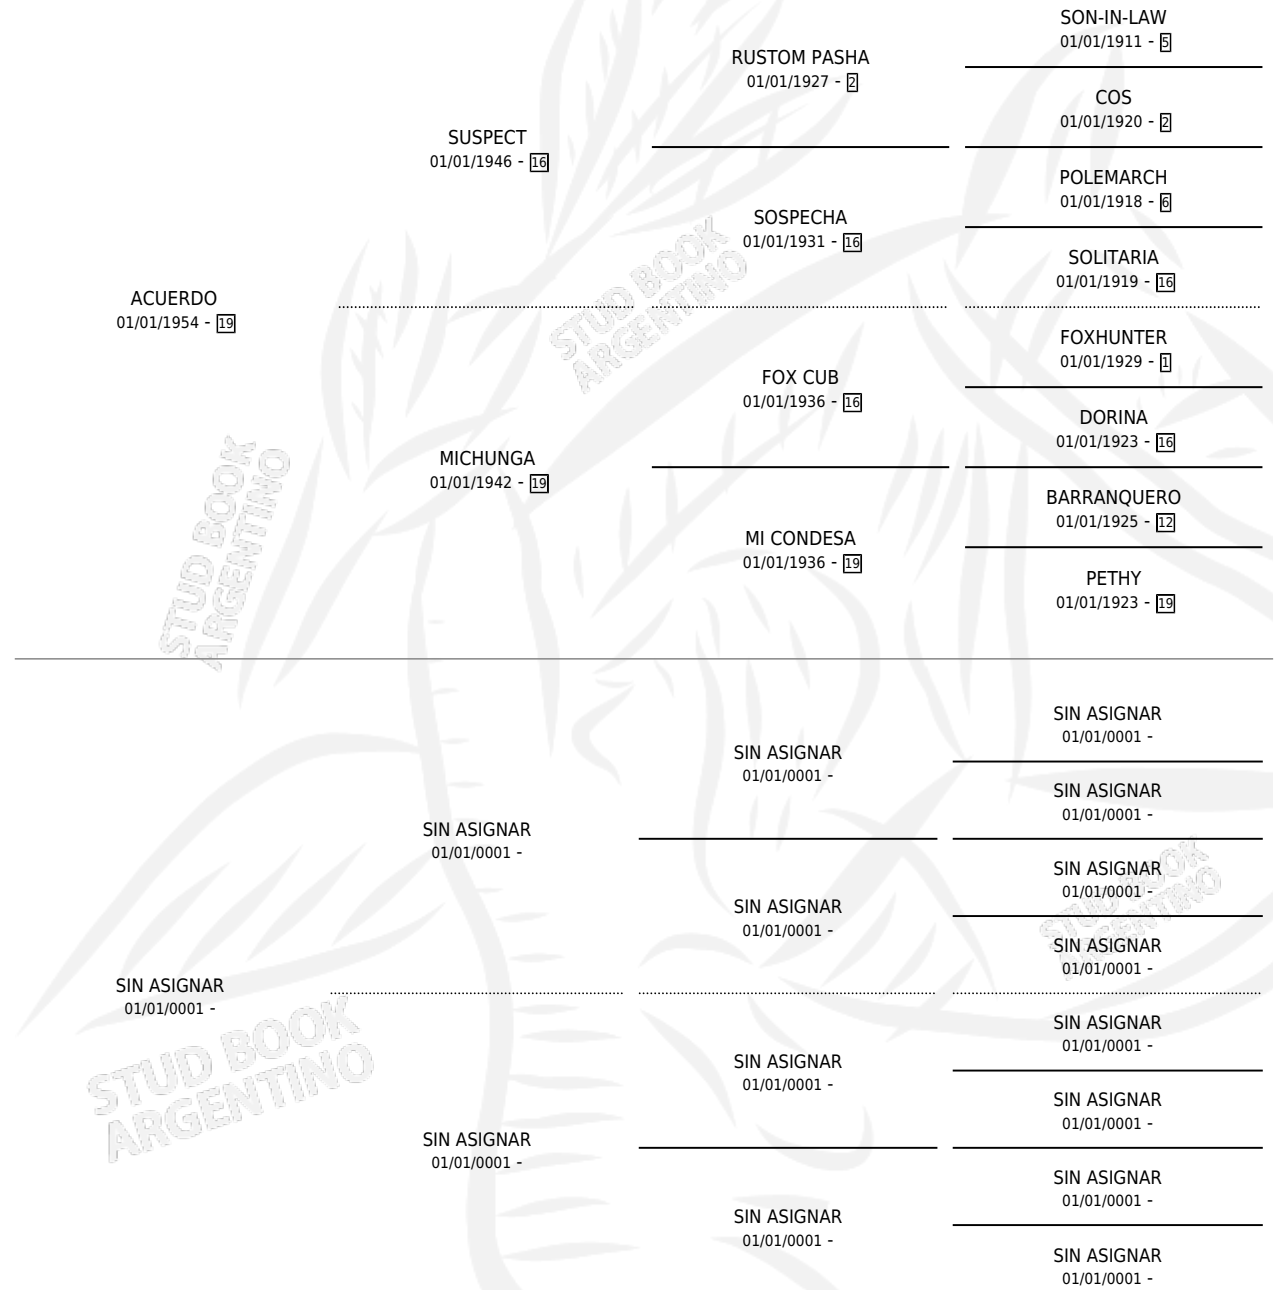 SON-IN-LAW
01/01/1911 - 5
RUSTOM PASHA
01/01/1927 - 2
COS
01/01/1920 - 2
SUSPECT
01/01/1946 - 16
POLEMARCH
01/01/1918 - 6
SOSPECHA
01/01/1931 - 16
SOLITARIA
01/01/1919 - 16
ACUERDO
01/01/1954 - 19
FOXHUNTER
01/01/1929 - 1
FOX CUB
01/01/1936 - 16
DORINA
01/01/1923 - 16
MICHUNGA
01/01/1942 - 19
BARRANQUERO
01/01/1925 - 12
MI CONDESA
01/01/1936 - 19
PETHY
01/01/1923 - 19
STUD BOOK
ARGENTINO
STUD BOOK
ARGENTINO
SIN ASIGNAR
01/01/0001 -
SIN ASIGNAR
01/01/0001 -
SIN ASIGNAR
01/01/0001 -
SIN ASIGNAR
01/01/0001 -
SIN ASIGNAR
01/01/0001 -
SIN ASIGNAR
01/01/0001 -
SIN ASIGNAR
01/01/0001 -
SIN ASIGNAR
01/01/0001 -
SIN ASIGNAR
01/01/0001 -
SIN ASIGNAR
01/01/0001 -
SIN ASIGNAR
01/01/0001 -
SIN ASIGNAR
01/01/0001 -
SIN ASIGNAR
01/01/0001 -
SIN ASIGNAR
01/01/0001 -
SIN ASIGNAR
01/01/0001 -
STUD BOOK
ARGENTINO
STUD BOOK
ARGENTINO